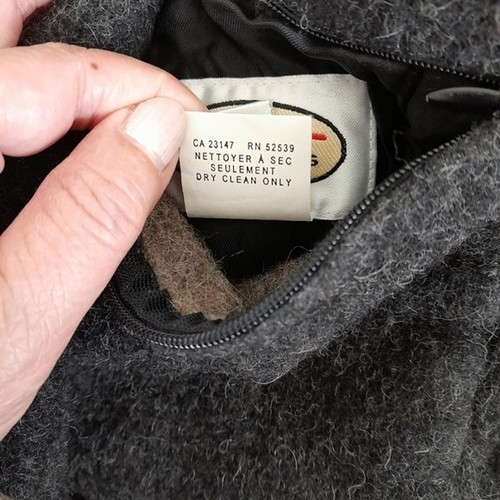 CA 23147 RN 52539
NETTOYER À SEC
SEULEMENT
DRY CLEAN ONLY